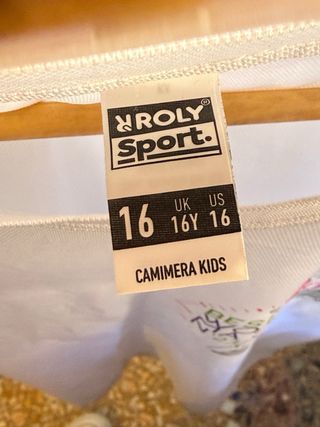 ROLY
Sport.
16 UK 16Y US 16
CAMIMERA KIDS